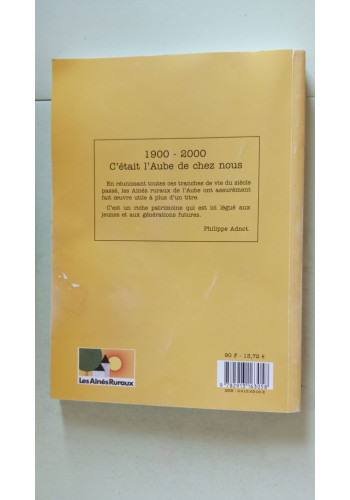 1900 - 2000
C'était l'Aube de chez nous
En réunissant toutes ces tranches de vie du siècle
passé, les Aînés ruraux de l'Aube ont assurément
fait œuvre utile à plus d'un titre.
C'est un riche patrimoine qui est ici légué aux
jeunes et aux générations futures.
Philippe Adnot.
Les Aînés Ruraux
90 F - 13,72 €